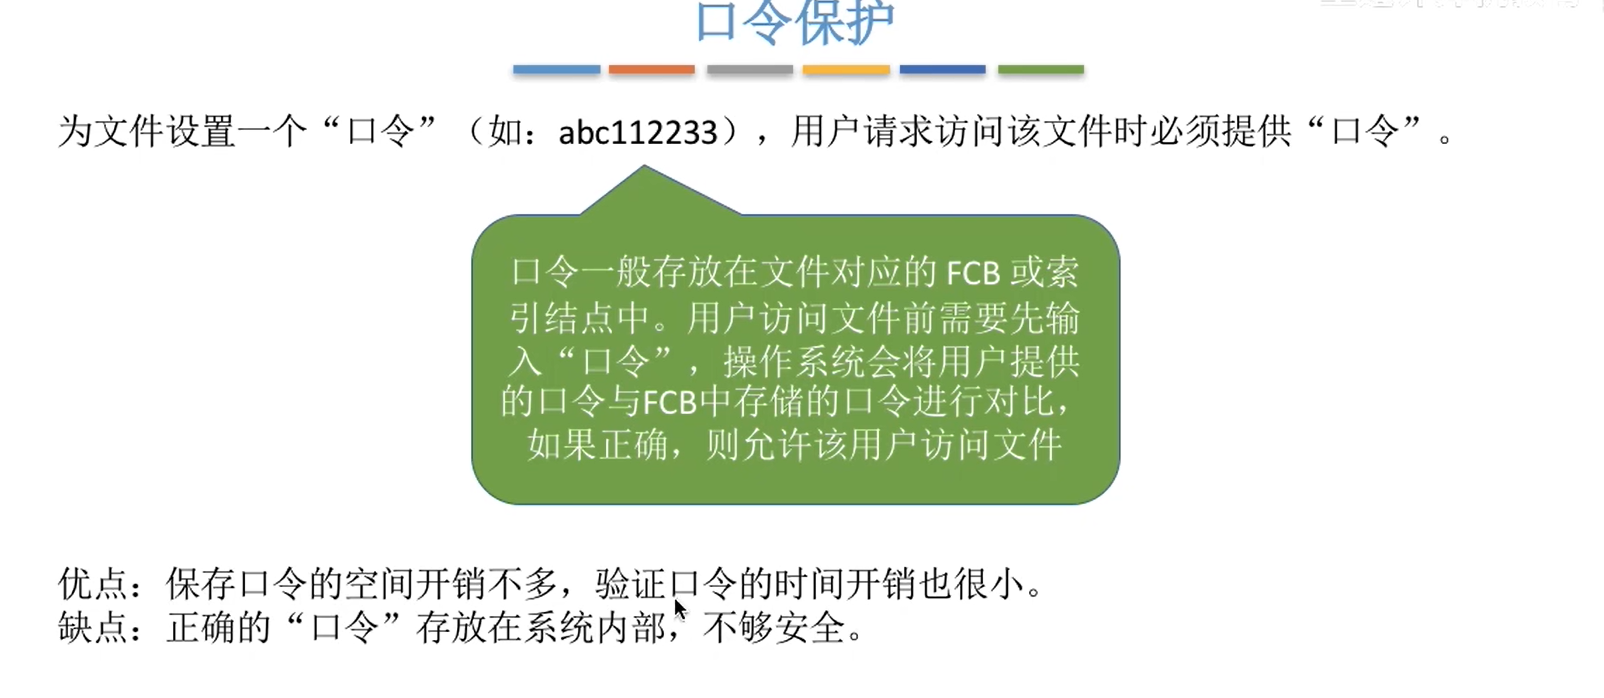 口令保护
为文件设置一个“口令”（如：abc112233），用户请求访问该文件时必须提供“口令”。
口令一般存放在文件对应的 FCB 或索
引结点中。用户访问文件前需要先输
入“口令”，操作系统会将用户提供
的口令与FCB中存储的口令进行对比，
如果正确，则允许该用户访问文件
优点：保存口令的空间开销不多，验证口令的时间开销也很小。
缺点：正确的“口令”存放在系统内部，不够安全。